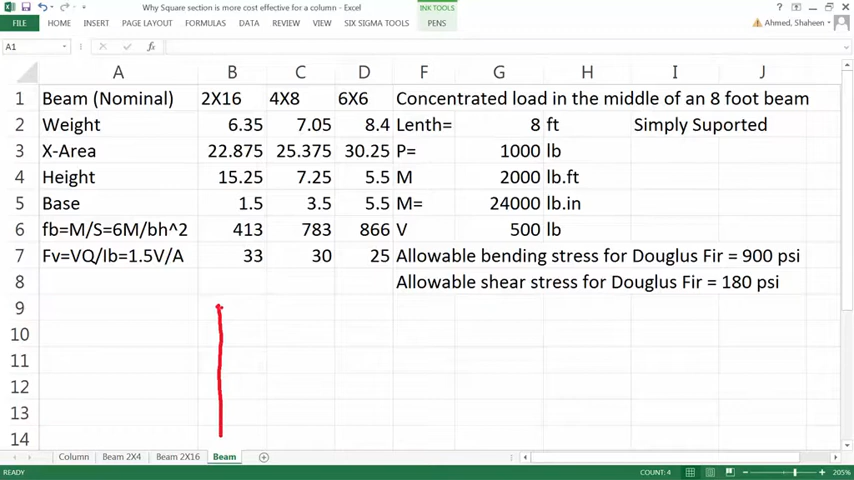 Why Square section is more cost effective for a column - Excel
INK TOOLS
FILE HOME INSERT PAGE LAYOUT FORMULAS DATA REVIEW VIEW SIX SIGMA TOOLS PENS
Ahmed, Shaheen
A1 fx
A B C D F G H I J
1 Beam (Nominal) 2X16 4X8 6X6 Concentrated load in the middle of an 8 foot beam
2 Weight 6.35 7.05 8.4 Lenth= 8 ft Simply Suported
3 X-Area 22.875 25.375 30.25 P= 1000 lb
4 Height 15.25 7.25 5.5 M 2000 lb.ft
5 Base 1.5 3.5 5.5 M= 24000 lb.in
6 fb=M/S=6M/bh^2 413 783 866 V 500 lb
7 Fv=VQ/Ib=1.5V/A 33 30 25 Allowable bending stress for Douglus Fir = 900 psi
8 Allowable shear stress for Douglus Fir = 180 psi
9
10
11
12
13
14
Column Beam 2X4 Beam 2X16 Beam
READY COUNT: 4 205%